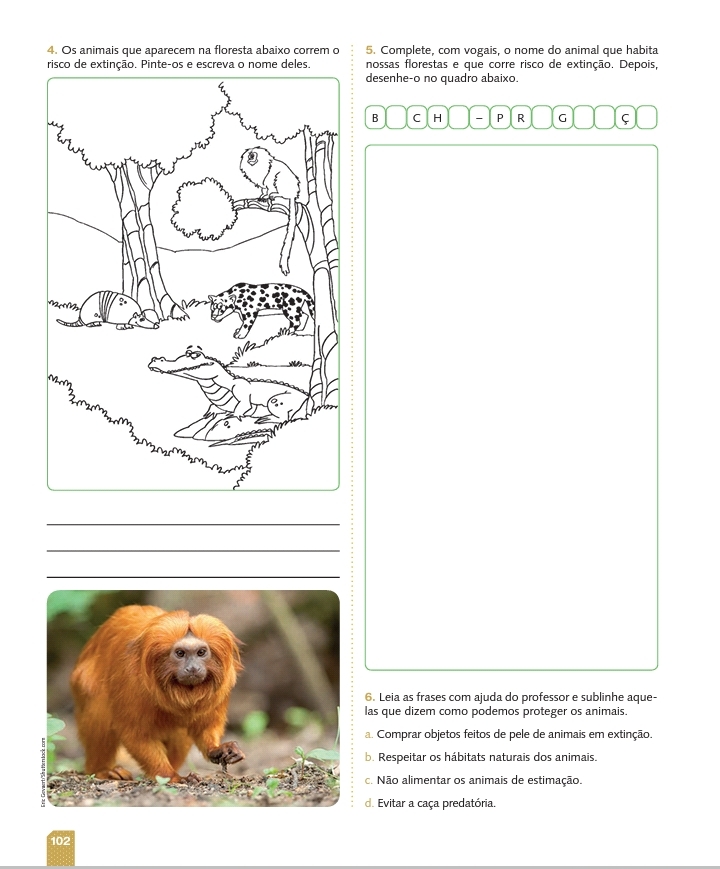 4. Os animais que aparecem na floresta abaixo correm o
risco de extinção. Pinte-os e escreva o nome deles.
Eric Gevaert/Shutterstock.com
102
5. Complete, com vogais, o nome do animal que habita
nossas florestas e que corre risco de extinção. Depois,
desenhe-o no quadro abaixo.
B C H – P R G Ç
6. Leia as frases com ajuda do professor e sublinhe aque-
las que dizem como podemos proteger os animais.
a. Comprar objetos feitos de pele de animais em extinção.
b. Respeitar os hábitats naturais dos animais.
c. Não alimentar os animais de estimação.
d. Evitar a caça predatória.